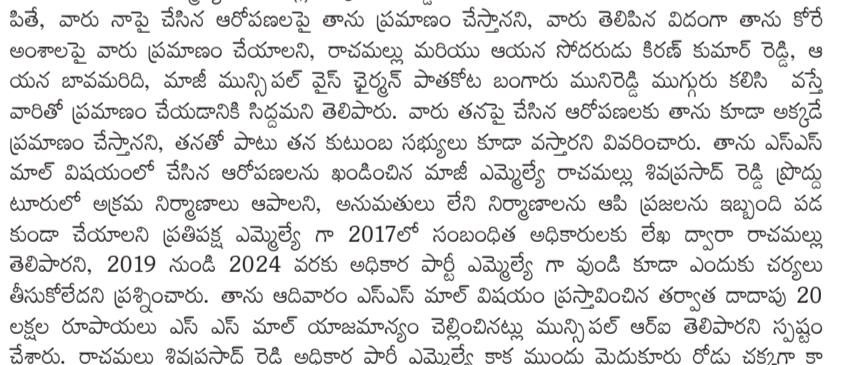 పితే, వారు నాపై చేసిన ఆరోపణలపై తాను ప్రమాణం చేస్తానని, వారు తెలిపిన విదంగా తాను కోరే
అంశాలపై వారు ప్రమాణం చేయాలని, రాచమల్లు మరియు ఆయన సోదరుడు కిరణ్ కుమార్ రెడ్డి, ఆ
యన బావమరిది, మాజీ మున్సిపల్ వైస్ ఛైర్మన్ పాతకోట బంగారు మునిరెడ్డి ముగ్గురు కలిసి వస్తే
వారితో ప్రమాణం చేయడానికి సిద్దమని తెలిపారు. వారు తనపై చేసిన ఆరోపణలకు తాను కూడా అక్కడే
ప్రమాణం చేస్తానని, తనతో పాటు తన కుటుంబ సభ్యులు కూడా వస్తారని వివరించారు. తాను ఎస్ఎస్
మాల్ విషయంలో చేసిన ఆరోపణలను ఖండించిన మాజీ ఎమ్మెల్యే రాచమల్లు శివప్రసాద్ రెడ్డి ప్రొద్దు
టూరులో అక్రమ నిర్మాణాలు ఆపాలని, అనుమతులు లేని నిర్మాణాలను ఆపి ప్రజలను ఇబ్బంది పడ
కుండా చేయాలని ప్రతిపక్ష ఎమ్మెల్యే గా 2017లో సంబంధిత అధికారులకు లేఖ ద్వారా రాచమల్లు
తెలిపారని, 2019 నుండి 2024 వరకు అధికార పార్టీ ఎమ్మెల్యే గా వుండి కూడా ఎందుకు చర్యలు
తీసుకోలేదని ప్రశ్నించారు. తాను ఆదివారం ఎస్ఎస్ మాల్ విషయం ప్రస్తావించిన తర్వాత దాదాపు 20
లక్షల రూపాయలు ఎస్ ఎస్ మాల్ యాజమాన్యం చెల్లించినట్లు మున్సిపల్ ఆర్ఐ తెలిపారని స్పష్టం
చేశారు. రాచమల్లు శివప్రసాద్ రెడ్డి అధికార పార్టీ ఎమ్మెల్యే కాక ముందు మైదుకూరు రోడ్డు చక్కగా కా